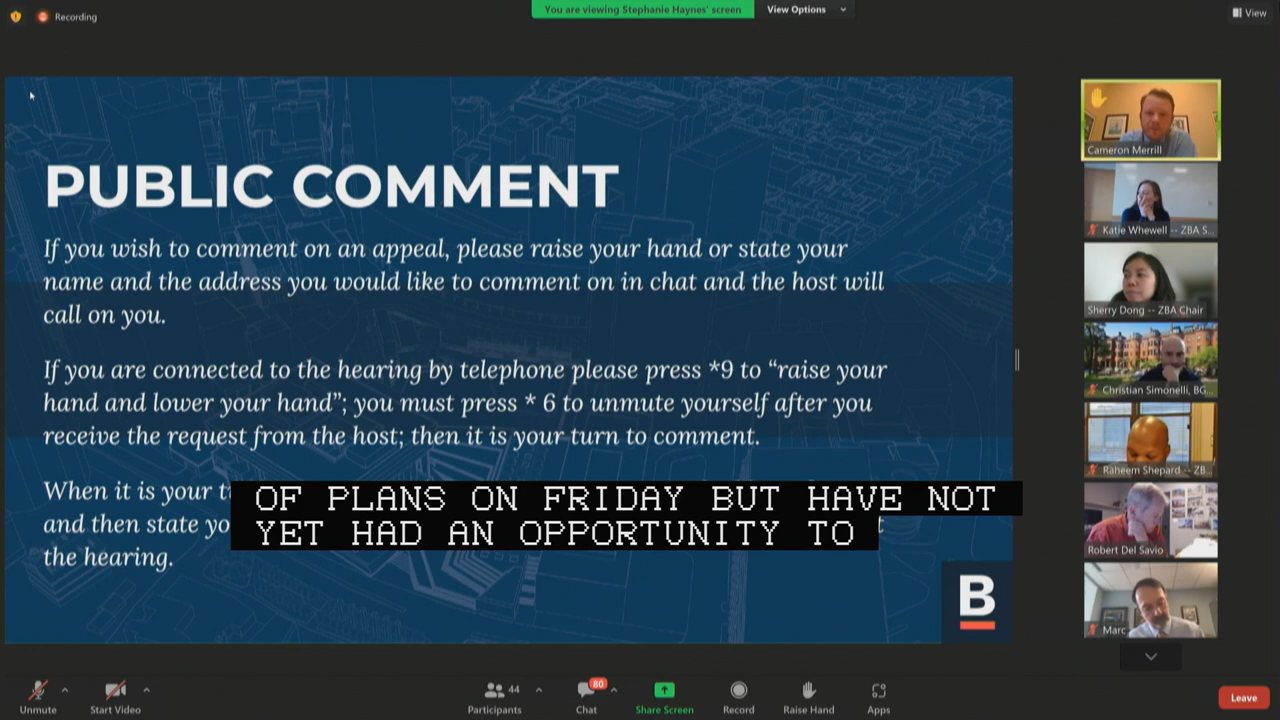 Recording
You are viewing Stephanie Haynes' screen
View Options
View
PUBLIC COMMENT
If you wish to comment on an appeal, please raise your hand or state your
name and the address you would like to comment on in chat and the host will
call on you.
If you are connected to the hearing by telephone please press *9 to “raise your
hand and lower your hand”; you must press * 6 to unmute yourself after you
receive the request from the host; then it is your turn to comment.
When it is your
and then state
the hearing.
OF PLANS ON FRIDAY BUT HAVE NOT
YET HAD AN OPPORTUNITY TO
B
Cameron Merrill
Katie Whewell -- ZBA S...
Sherry Dong -- ZBA Chair
Christian Simonelli, BG...
Raheem Shepard -- ZB...
Robert Del Savio
Marc
Unmute
Start Video
Participants
44
Chat
80
Share Screen
Record
Raise Hand
Apps
Leave